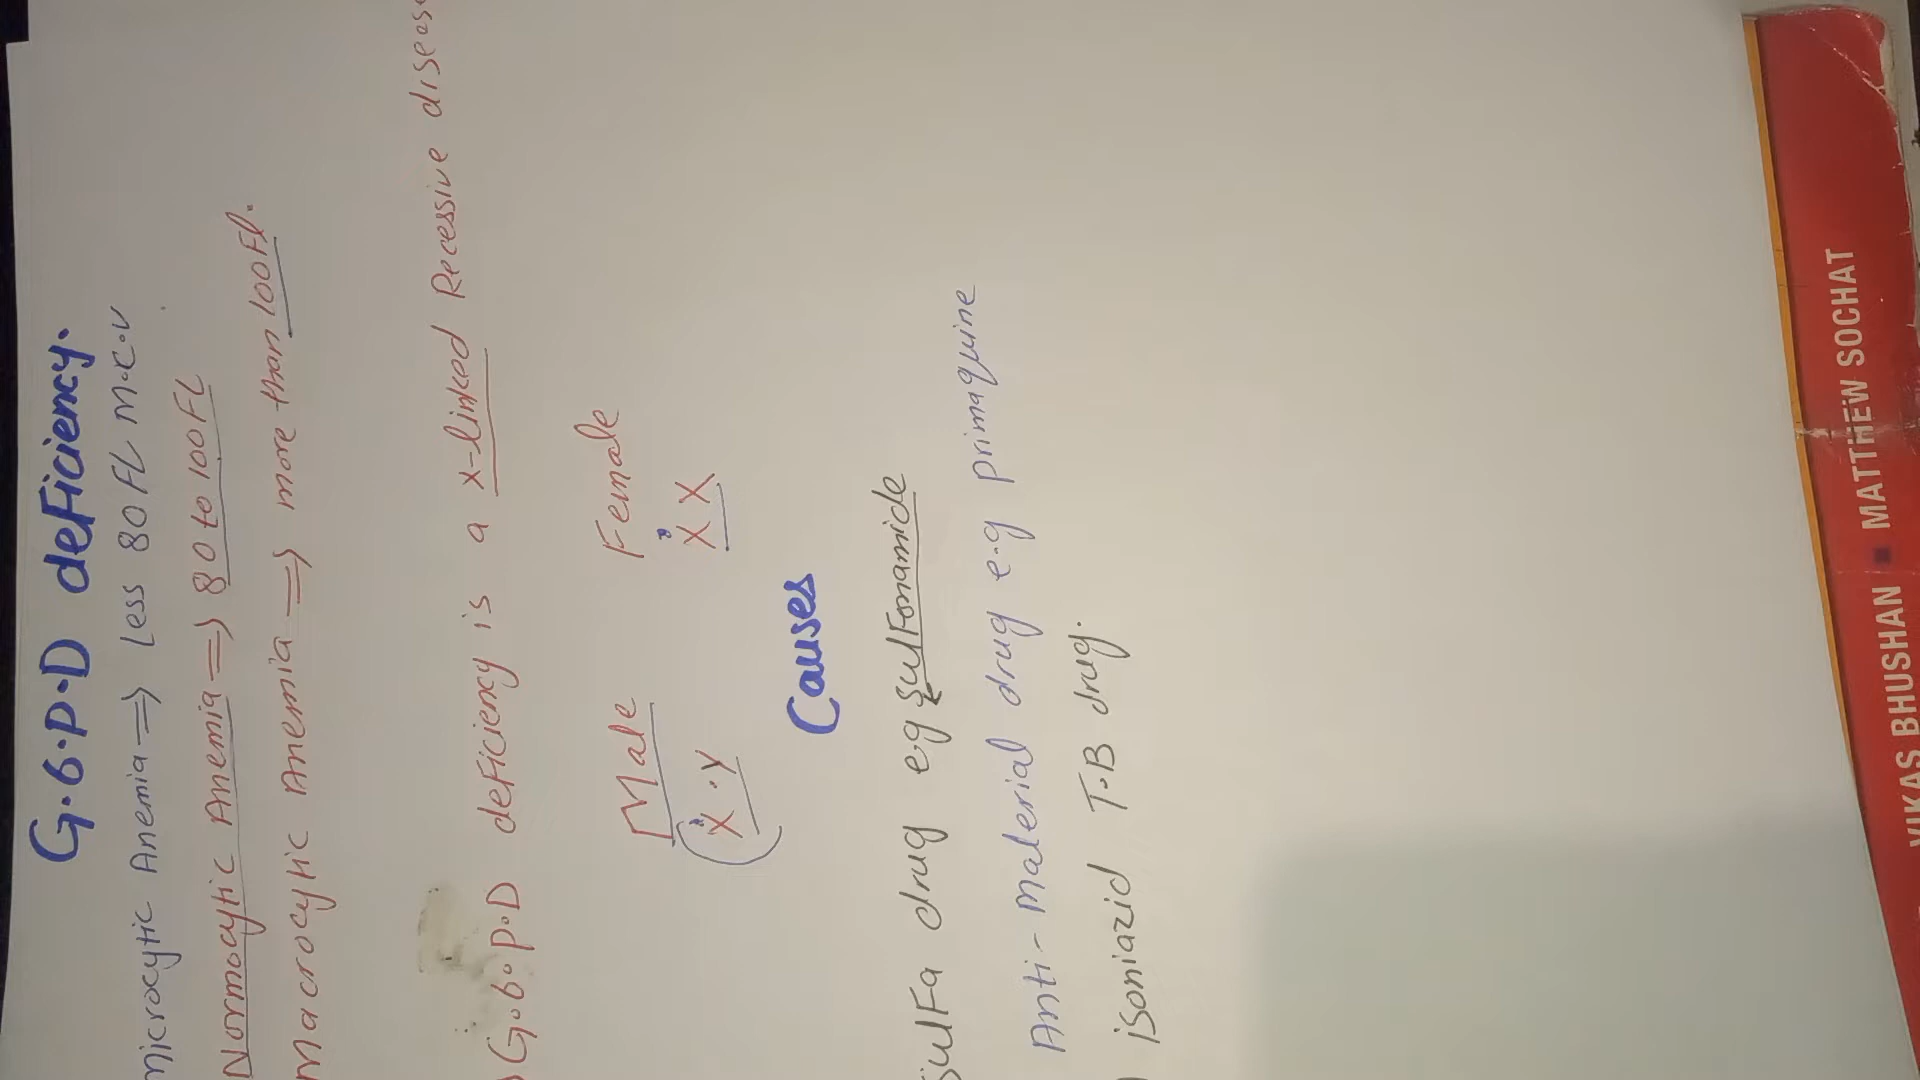 G.6.P.D deficiency.
microcytic Anemia => Less 80 FL M.C.V
Normocytic Anemia => 80 to 100 FL
Macrocytic Anemia => more than 100 Fl.
G.6.P.D deficiency is a x-linked Recessive diseas
Male Female
X.Y XX
Causes
Sulfa drug e.g Sulfonamide
Anti-malerial drug e.g primaquine
isoniazid T.B drug.
VIKAS BHUSHAN ▪ MATTHEW SOCHAT